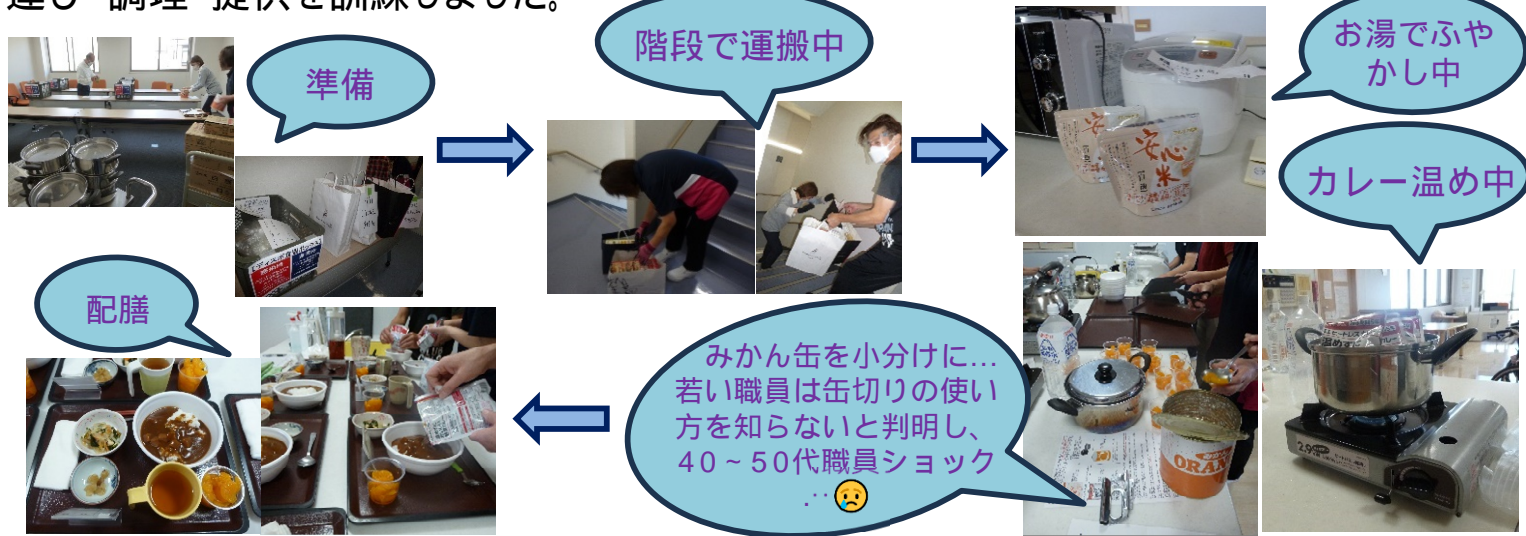 運び 調理 提供を訓練しました。
準備
階段で運搬中
お湯でふや
かし中
カレー温め中
配膳
みかん缶を小分けに…
若い職員は缶切りの使い
方を知らないと判明し、
40~50代職員ショック
…😢
安心米
ORANG
2.9